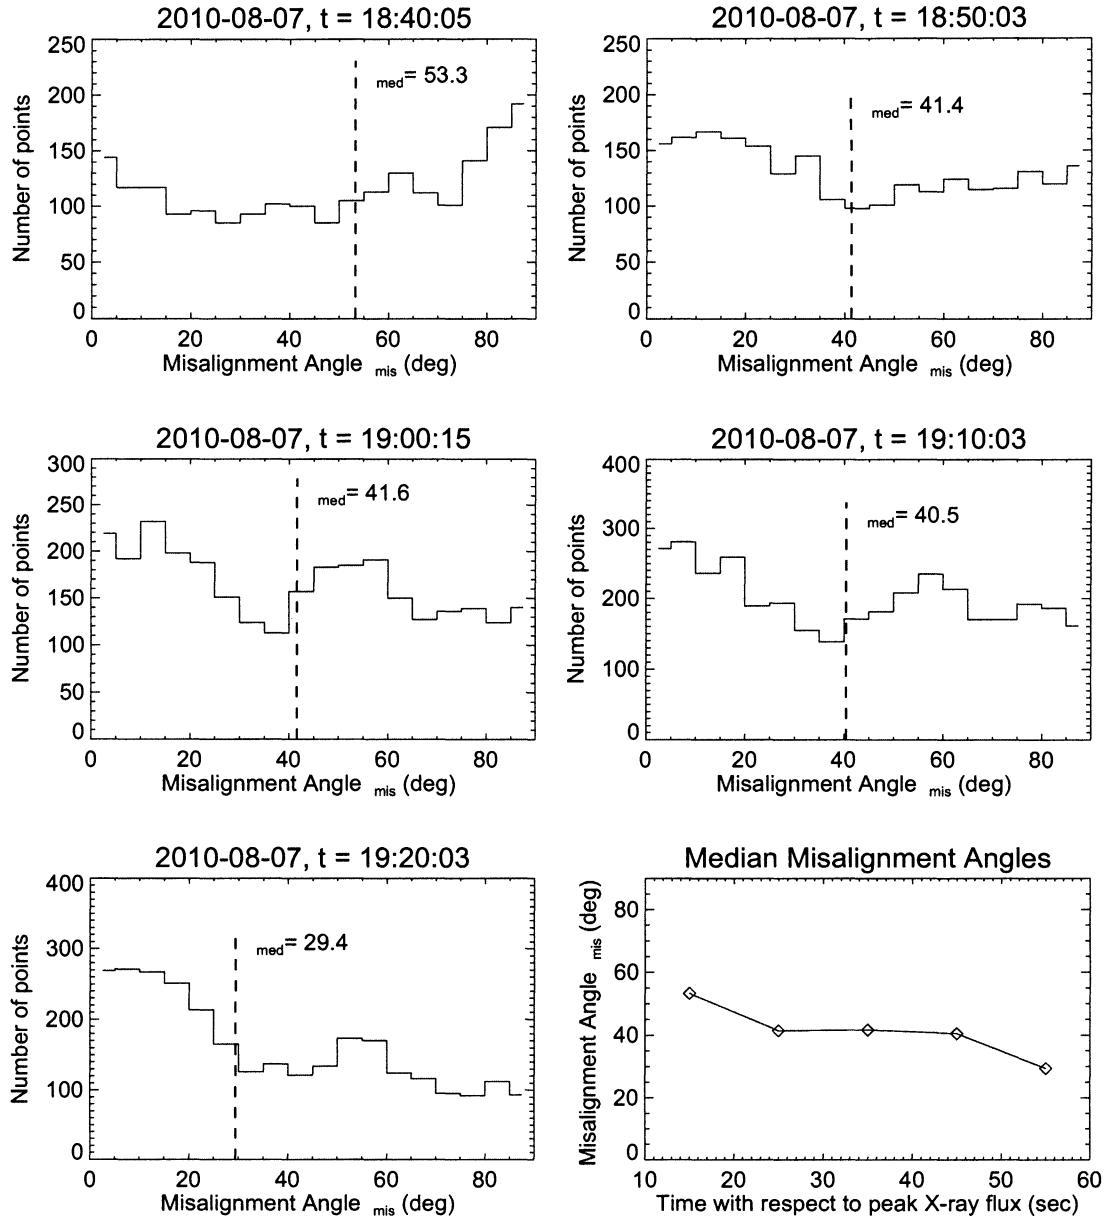 2010-08-07, t = 18:40:05
250
200
150
100
50
0
Number of points
med= 53.3
0 20 40 60 80
Misalignment Angle mis (deg)
2010-08-07, t = 18:50:03
250
200
150
100
50
0
Number of points
med= 41.4
0 20 40 60 80
Misalignment Angle mis (deg)
2010-08-07, t = 19:00:15
300
250
200
150
100
50
0
Number of points
med= 41.6
0 20 40 60 80
Misalignment Angle mis (deg)
2010-08-07, t = 19:10:03
400
300
200
100
0
Number of points
med= 40.5
0 20 40 60 80
Misalignment Angle mis (deg)
2010-08-07, t = 19:20:03
400
300
200
100
0
Number of points
med= 29.4
0 20 40 60 80
Misalignment Angle mis (deg)
Median Misalignment Angles
80
60
40
20
0
Misalignment Angle mis (deg)
10 20 30 40 50 60
Time with respect to peak X-ray flux (sec)